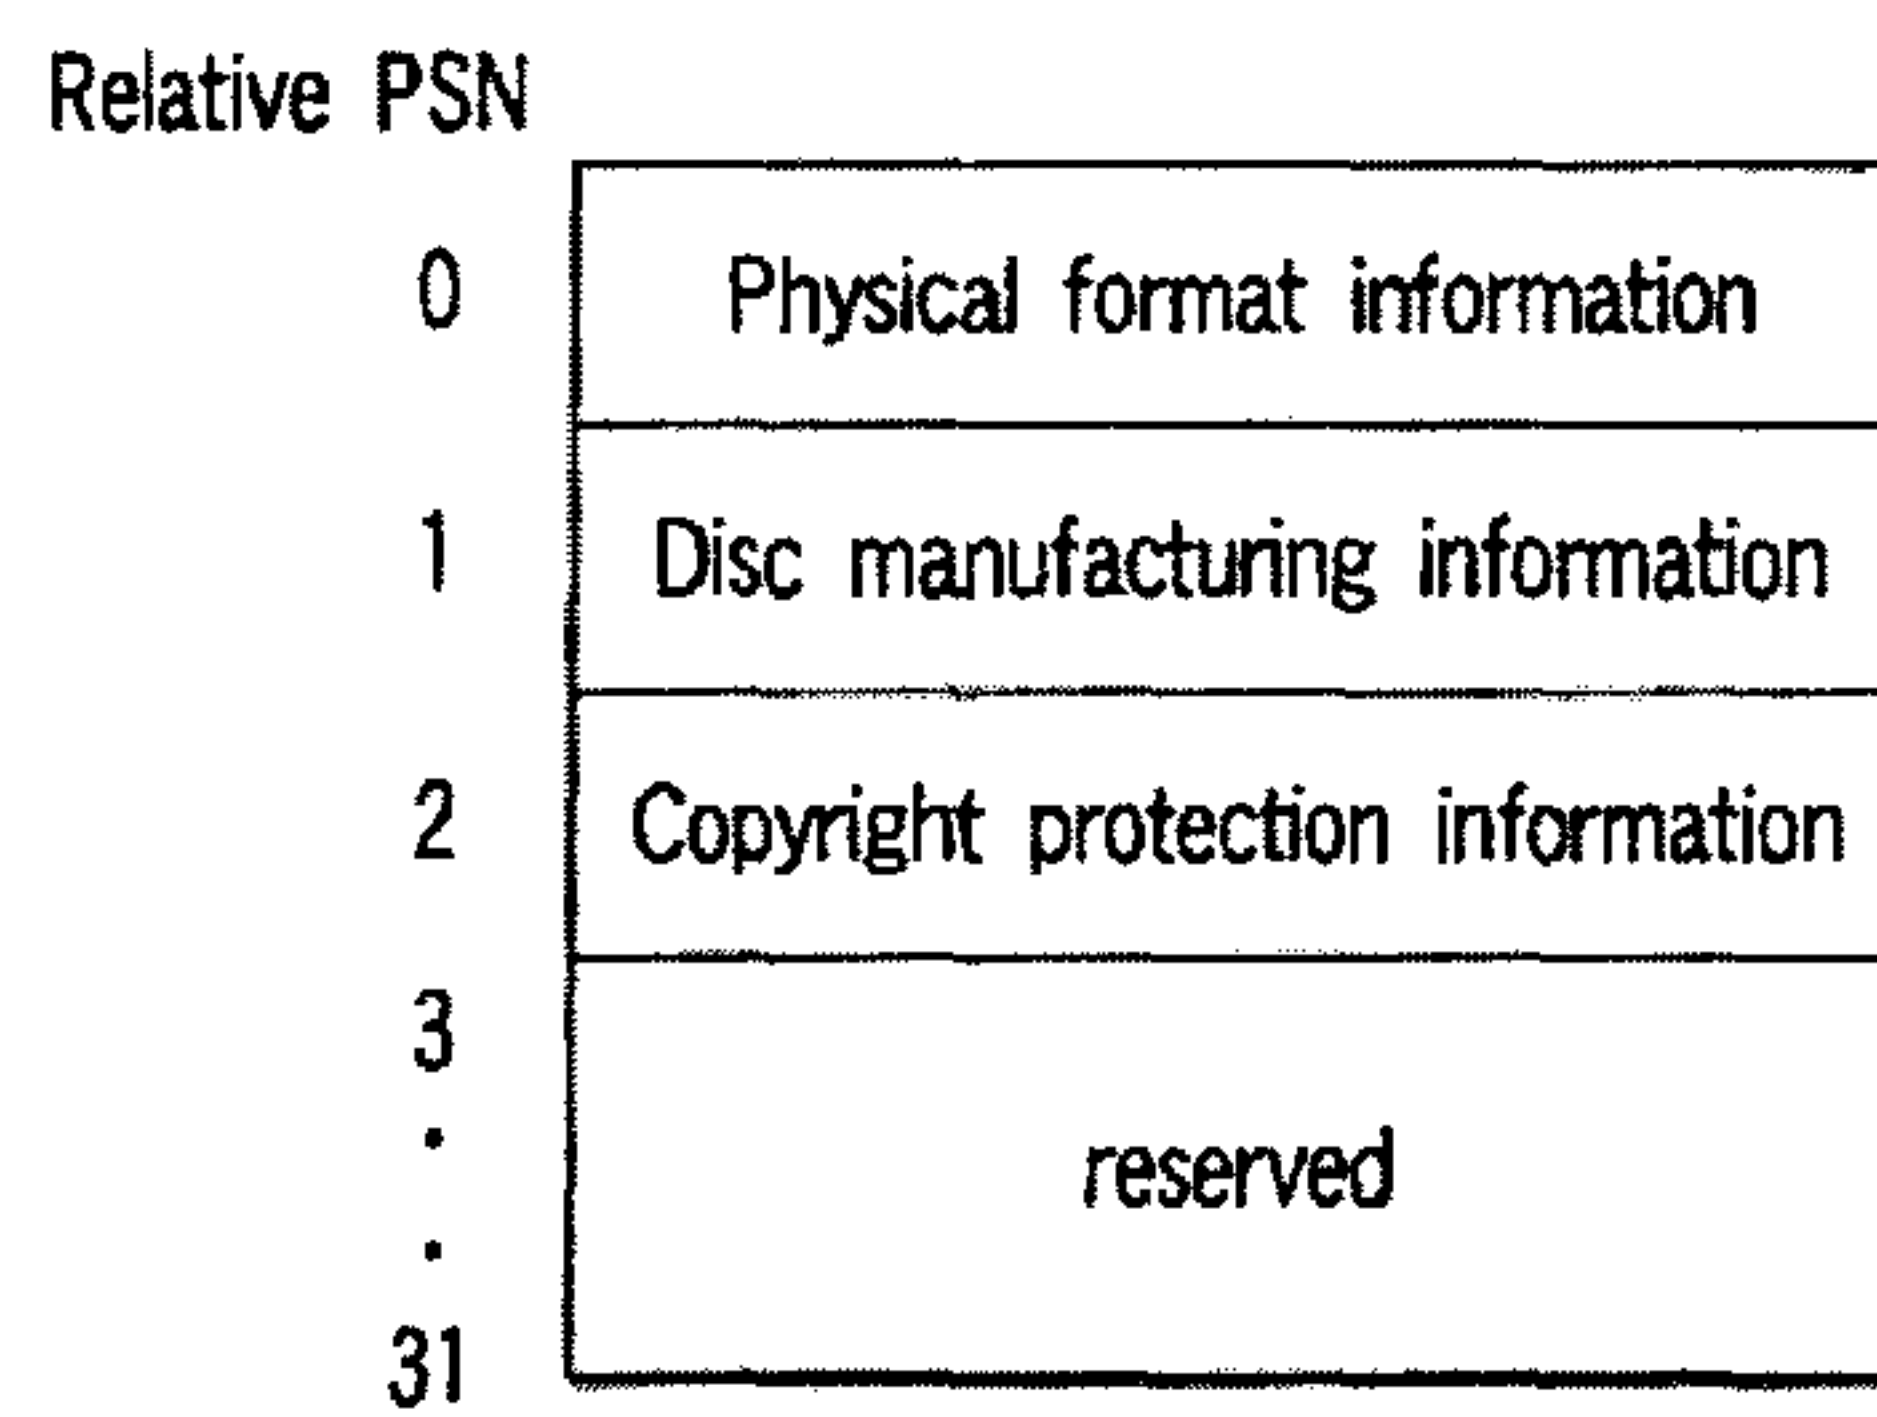 Relative PSN
0 Physical format information
1 Disc manufacturing information
2 Copyright protection information
3
.
reserved
.
31